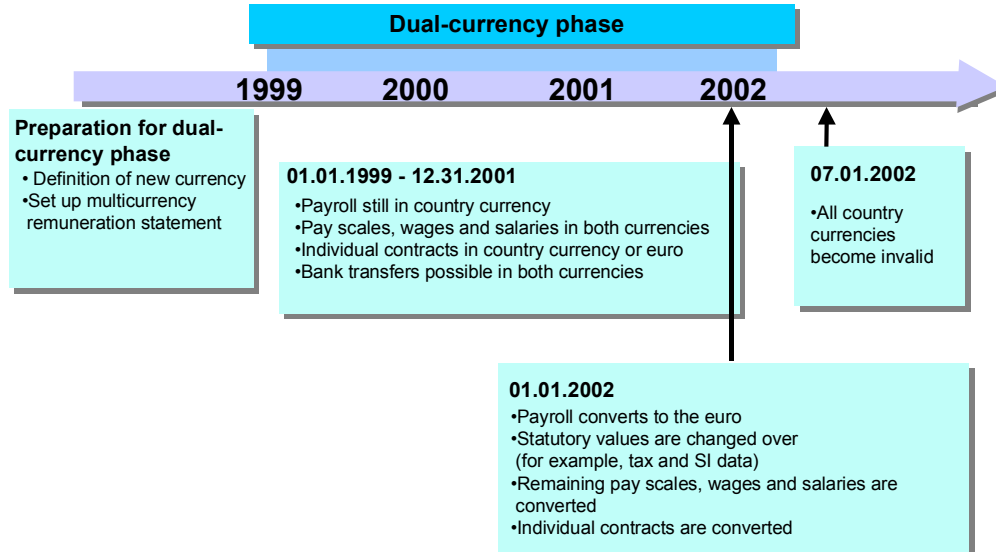 Dual-currency phase
1999 2000 2001 2002
Preparation for dual-
currency phase
• Definition of new currency
•Set up multicurrency
remuneration statement
01.01.1999 - 12.31.2001
•Payroll still in country currency
•Pay scales, wages and salaries in both currencies
•Individual contracts in country currency or euro
•Bank transfers possible in both currencies
07.01.2002
•All country
currencies
become invalid
01.01.2002
•Payroll converts to the euro
•Statutory values are changed over
(for example, tax and SI data)
•Remaining pay scales, wages and salaries are
converted
•Individual contracts are converted